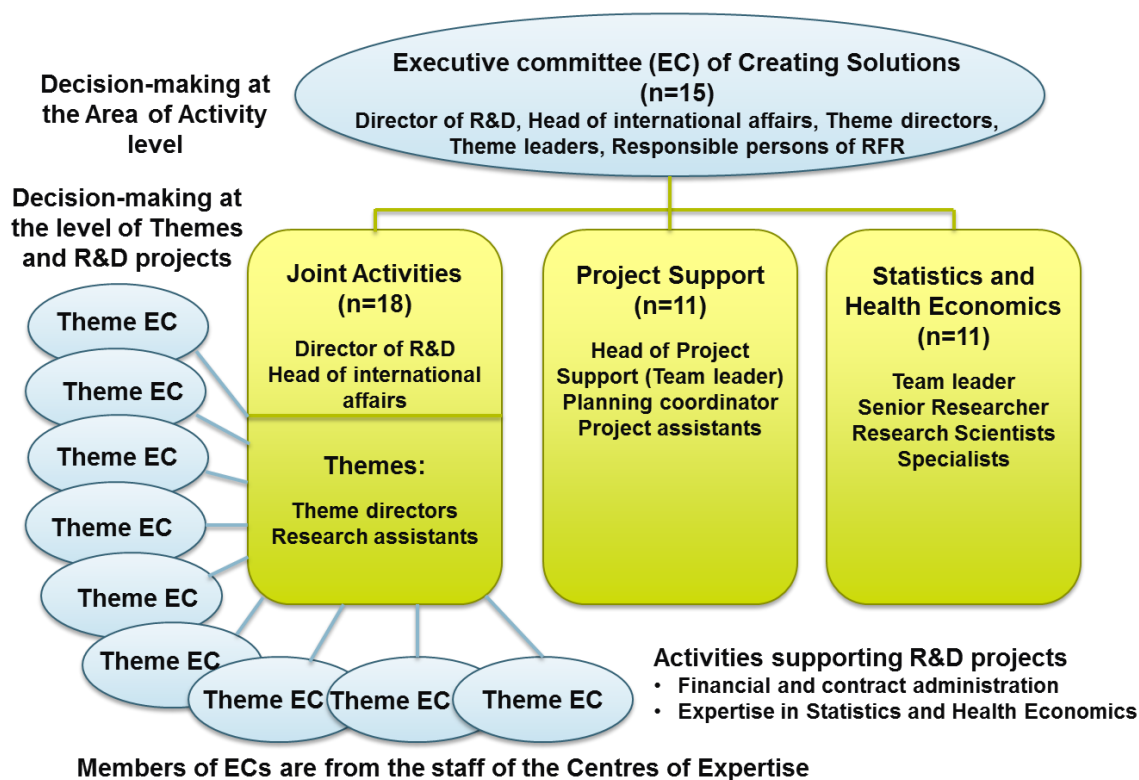 Executive committee (EC) of Creating Solutions
(n=15)
Director of R&D, Head of international affairs, Theme directors,
Theme leaders, Responsible persons of RFR
Decision-making at
the Area of Activity
level
Decision-making at
the level of Themes
and R&D projects
Joint Activities
(n=18)
Director of R&D
Head of international
affairs
Themes:
Theme directors
Research assistants
Project Support
(n=11)
Head of Project
Support (Team leader)
Planning coordinator
Project assistants
Statistics and
Health Economics
(n=11)
Team leader
Senior Researcher
Research Scientists
Specialists
Theme EC
Theme EC
Theme EC
Theme EC
Theme EC
Theme EC
Theme EC
Theme EC
Theme EC
Activities supporting R&D projects
• Financial and contract administration
• Expertise in Statistics and Health Economics
Members of ECs are from the staff of the Centres of Expertise